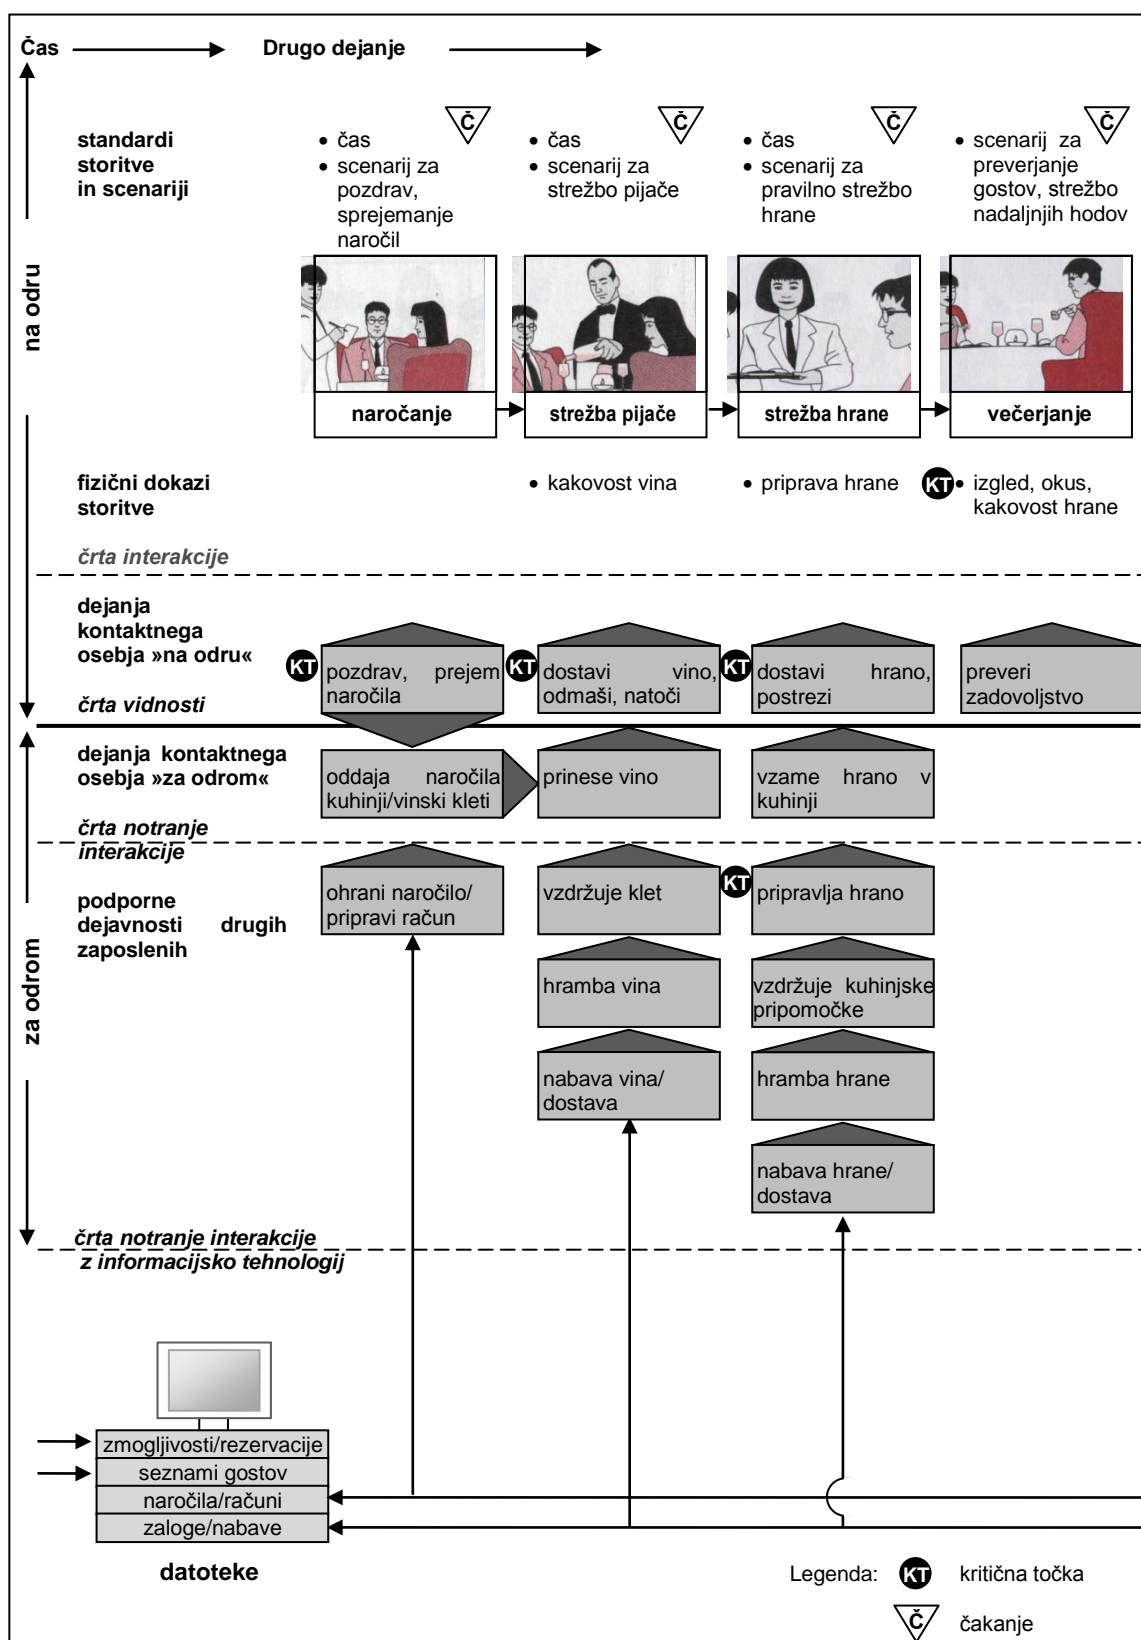 Čas
Drugo dejanje
Č
Č
Č
Č
standardi
storitve
in scenariji
• čas
• scenarij za
pozdrav,
sprejemanje
naročil
• čas
• scenarij za
strežbo pijače
• čas
• scenarij za
pravilno strežbo
hrane
• scenarij za
preverjanje
gostov, strežbo
nadaljnjih hodov
na odru
naročanje
strežba pijače
strežba hrane
večerjanje
fizični dokazi
storitve
• kakovost vina
• priprava hrane
KT
• izgled, okus,
kakovost hrane
črta interakcije
dejanja
kontaktnega
osebja »na odru«
KT
pozdrav, prejem
naročila
KT
dostavi vino,
odmaši, natoči
KT
dostavi hrano,
postrezi
preveri
zadovoljstvo
črta vidnosti
dejanja kontaktnega
osebja »za odrom«
oddaja naročila
kuhinji/vinski kleti
prinese vino
vzame hrano v
kuhinji
črta notranje
interakcije
za odrom
podporne
dejavnosti drugih
zaposlenih
ohrani naročilo/
pripravi račun
vzdržuje klet
KT
pripravlja hrano
hramba vina
vzdržuje kuhinjske
pripomočke
nabava vina/
dostava
hramba hrane
nabava hrane/
dostava
črta notranje interakcije
z informacijsko tehnologij
zmogljivosti/rezervacije
seznami gostov
naročila/računi
zaloge/nabave
datoteke
Legenda:
KT
kritična točka
Č
čakanje